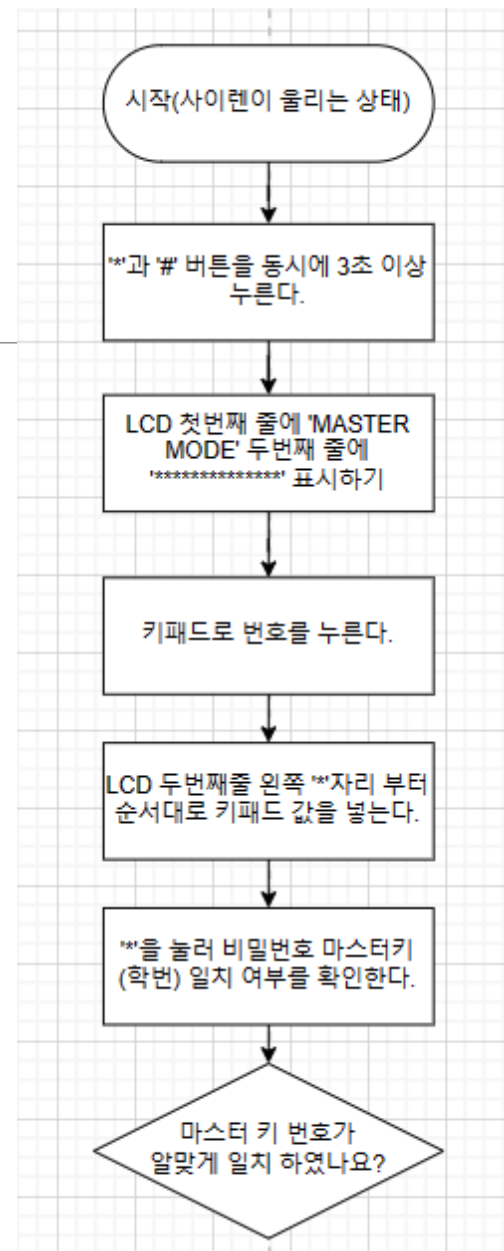 시작(사이렌이 울리는 상태)
'*'과 '#' 버튼을 동시에 3초 이상
누른다.
LCD 첫번째 줄에 'MASTER
MODE' 두번째 줄에
'**************' 표시하기
키패드로 번호를 누른다.
LCD 두번째줄 왼쪽 '*'자리 부터
순서대로 키패드 값을 넣는다.
'*'을 눌러 비밀번호 마스터키
(학번) 일치 여부를 확인한다.
마스터 키 번호가
알맞게 일치 하였나요?